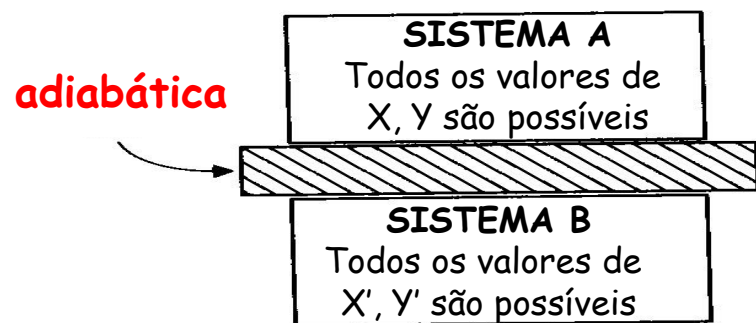 SISTEMA A
Todos os valores de
X, Y são possíveis
adiabática
SISTEMA B
Todos os valores de
X’, Y’ são possíveis